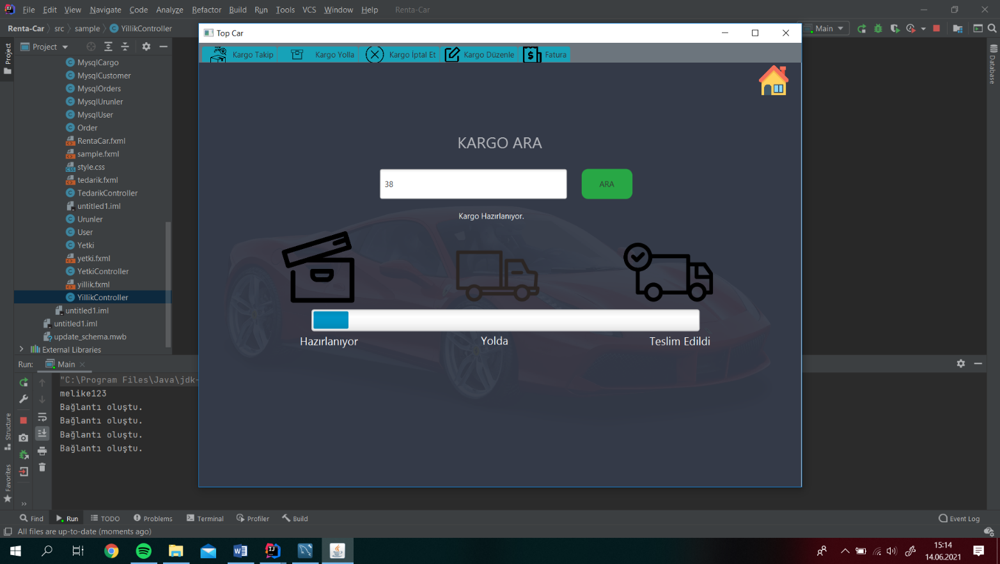 File Edit View Navigate Code Analyze Refactor Build Run Tools VCS Window Help Renta-Car
Renta-Car src sample YillikController
Main
Project
Project
MysqlCargo
MysqlCustomer
MysqlOrders
MysqlUrunler
MysqlUser
Order
RentaCar.fxml
sample.fxml
style.css
tedarik.fxml
TedarikController
untitled1.iml
Urunler
User
Yetki
yetki.fxml
YetkiController
yillik.fxml
YillikController
untitled1.iml
untitled1.iml
update_schema.mwb
External Libraries
Database
Top Car
Kargo Takip Kargo Yolla Kargo İptal Et Kargo Düzenle Fatura
KARGO ARA
38
ARA
Kargo Hazırlanıyor.
Hazırlanıyor Yolda Teslim Edildi
Run: Main
"C:\Program Files\Java\jdk-
melike123
Bağlantı oluştu.
Bağlantı oluştu.
Bağlantı oluştu.
Bağlantı oluştu.
Structure
Favorites
Find Run TODO Problems Terminal Profiler Build Event Log
All files are up-to-date (moments ago)
15:14
14.06.2021